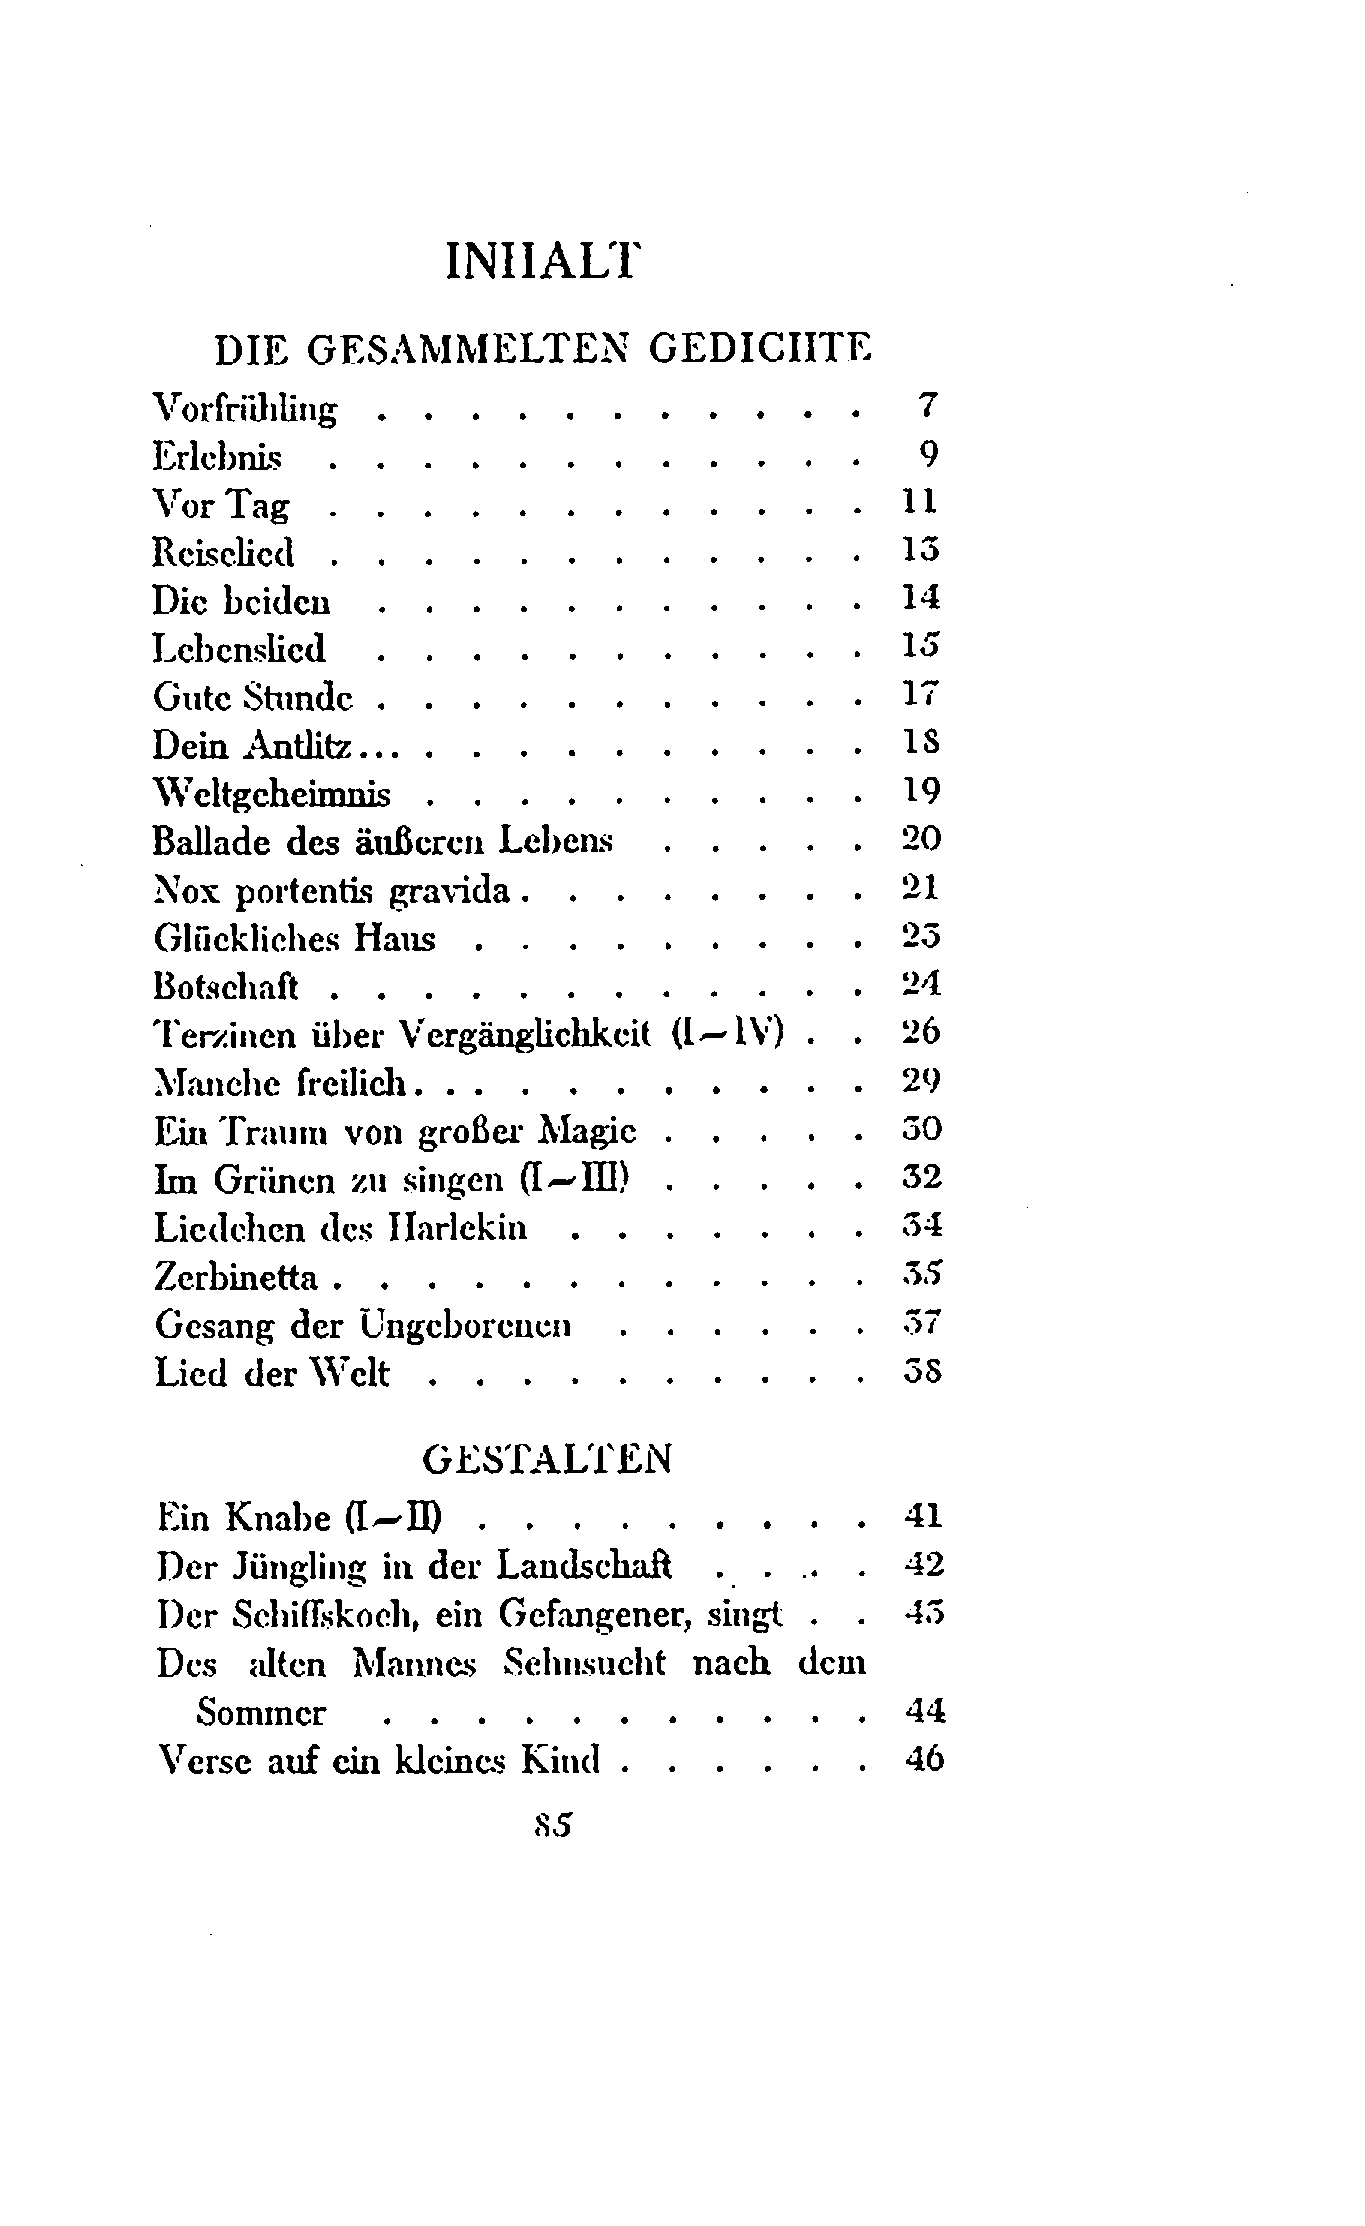 INHALT
DIE GESAMMELTEN GEDICHTE
Vorfrühling . . . . . . . . . . . 7
Erlebnis . . . . . . . . . . . . 9
Vor Tag . . . . . . . . . . . . 11
Reiselied . . . . . . . . . . . . 13
Die beiden . . . . . . . . . . . 14
Lebenslied . . . . . . . . . . . 15
Gute Stunde . . . . . . . . . . . 17
Dein Antlitz... . . . . . . . . . . 18
Weltgeheimnis . . . . . . . . . . 19
Ballade des äußeren Lebens . . . . . 20
Nox portentis gravida . . . . . . . . 21
Glückliches Haus . . . . . . . . . 23
Botschaft . . . . . . . . . . . . 24
Terzinen über Vergänglichkeit (I–IV) . . 26
Manche freilich. . . . . . . . . . . . 29
Ein Traum von großer Magie . . . . . 30
Im Grünen zu singen (I–III) . . . . . 32
Liedchen des Harlekin . . . . . . . 34
Zerbinetta . . . . . . . . . . . . 35
Gesang der Ungeborenen . . . . . . 37
Lied der Welt . . . . . . . . . . 38
GESTALTEN
Ein Knabe (I–II) . . . . . . . . . 41
Der Jüngling in der Landschaft . . . . 42
Der Schiffskoch, ein Gefangener, singt . . 43
Des alten Mannes Sehnsucht nach dem
Sommer . . . . . . . . . . . 44
Verse auf ein kleines Kind . . . . . . 46
85